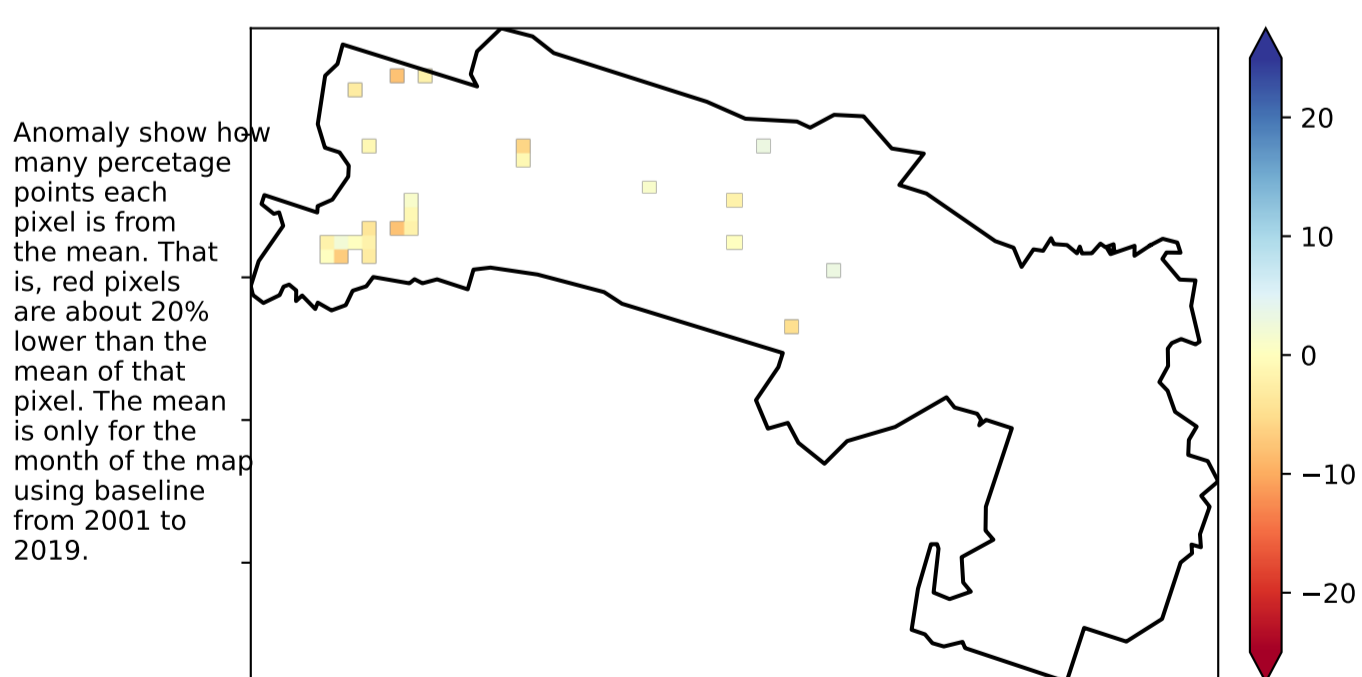 Anomaly show how
many percetage
points each
pixel is from
the mean. That
is, red pixels
are about 20%
lower than the
mean of that
pixel. The mean
is only for the
month of the map
using baseline
from 2001 to
2019.
20
10
0
−10
−20